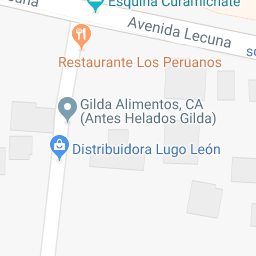 Esquina Curamichate
Avenida Lecuna
Restaurante Los Peruanos
Gilda Alimentos, CA
(Antes Helados Gilda)
Distribuidora Lugo León